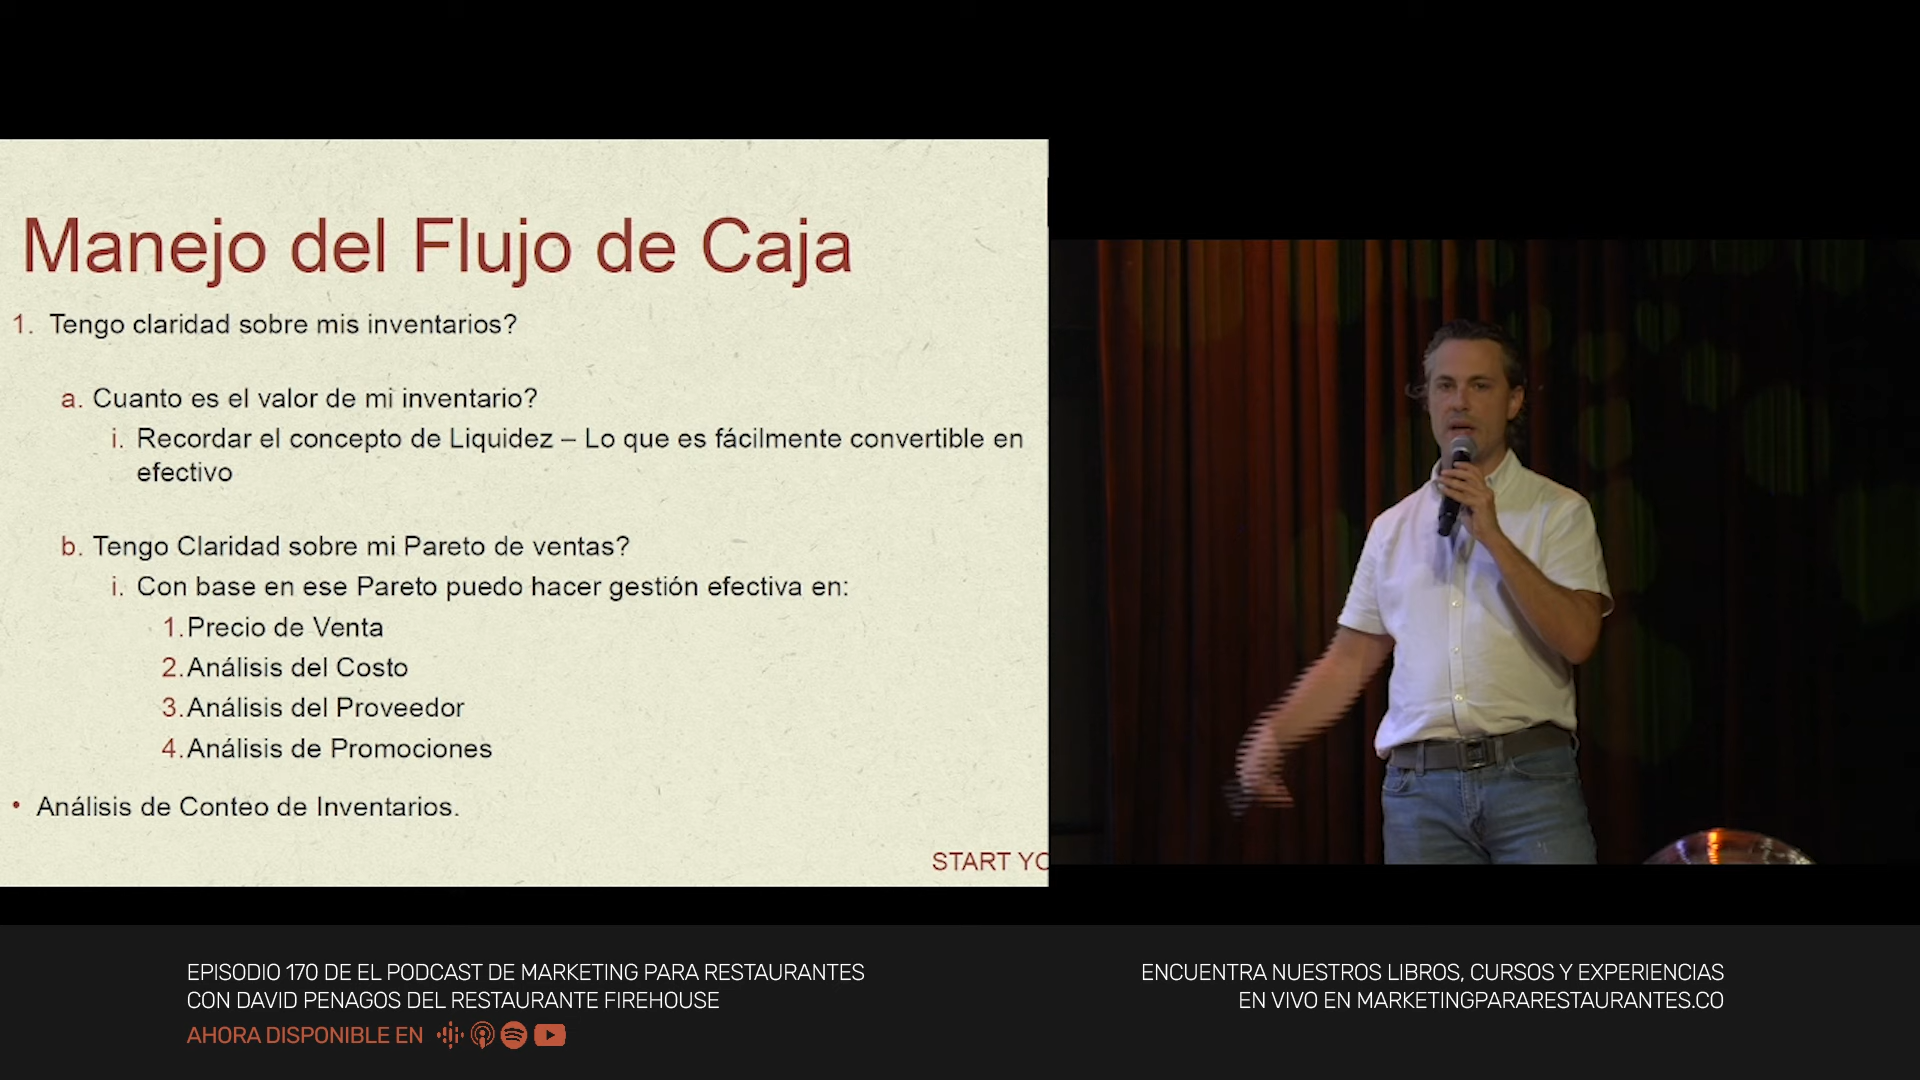 Manejo del Flujo de Caja
1. Tengo claridad sobre mis inventarios?
a. Cuanto es el valor de mi inventario?
i. Recordar el concepto de Liquidez – Lo que es fácilmente convertible en
efectivo
b. Tengo Claridad sobre mi Pareto de ventas?
i. Con base en ese Pareto puedo hacer gestión efectiva en:
1. Precio de Venta
2. Análisis del Costo
3. Análisis del Proveedor
4. Análisis de Promociones
• Análisis de Conteo de Inventarios.
START YO
EPISODIO 170 DE EL PODCAST DE MARKETING PARA RESTAURANTES
CON DAVID PENAGOS DEL RESTAURANTE FIREHOUSE
AHORA DISPONIBLE EN
ENCUENTRA NUESTROS LIBROS, CURSOS Y EXPERIENCIAS
EN VIVO EN MARKETINGPARARESTAURANTES.CO